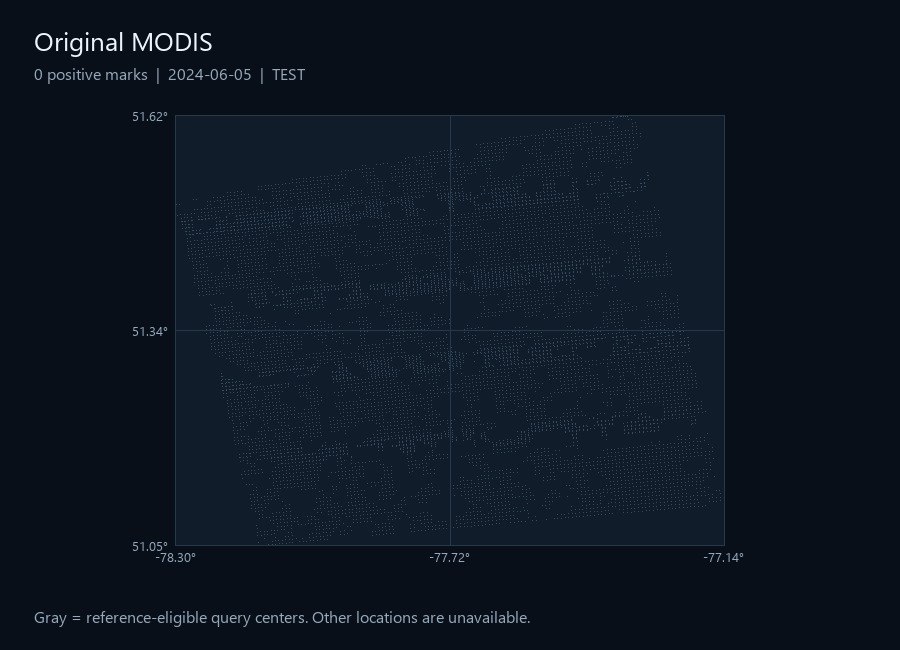 Original MODIS
0 positive marks | 2024-06-05 | TEST
51.62°
51.34°
51.05°
-78.30°
-77.72°
-77.14°
Gray = reference-eligible query centers. Other locations are unavailable.